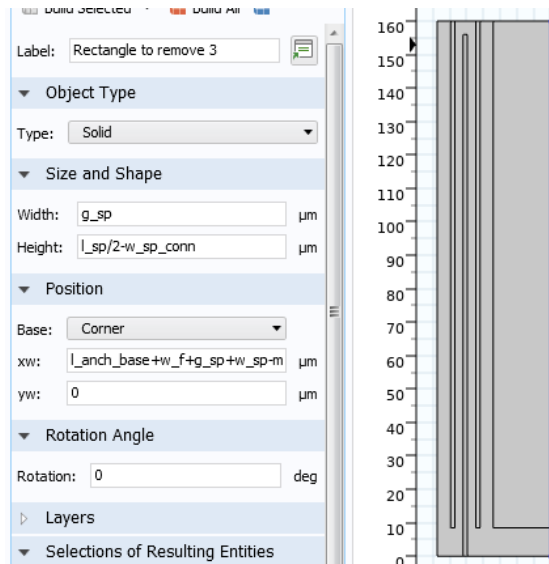 Build Selected
Build All
Label: Rectangle to remove 3
Object Type
Type: Solid
Size and Shape
Width: g_sp µm
Height: l_sp/2-w_sp_conn µm
Position
Base: Corner
xw: l_anch_base+w_f+g_sp+w_sp-m µm
yw: 0 µm
Rotation Angle
Rotation: 0 deg
Layers
Selections of Resulting Entities
160
150
140
130
120
110
100
90
80
70
60
50
40
30
20
10
0